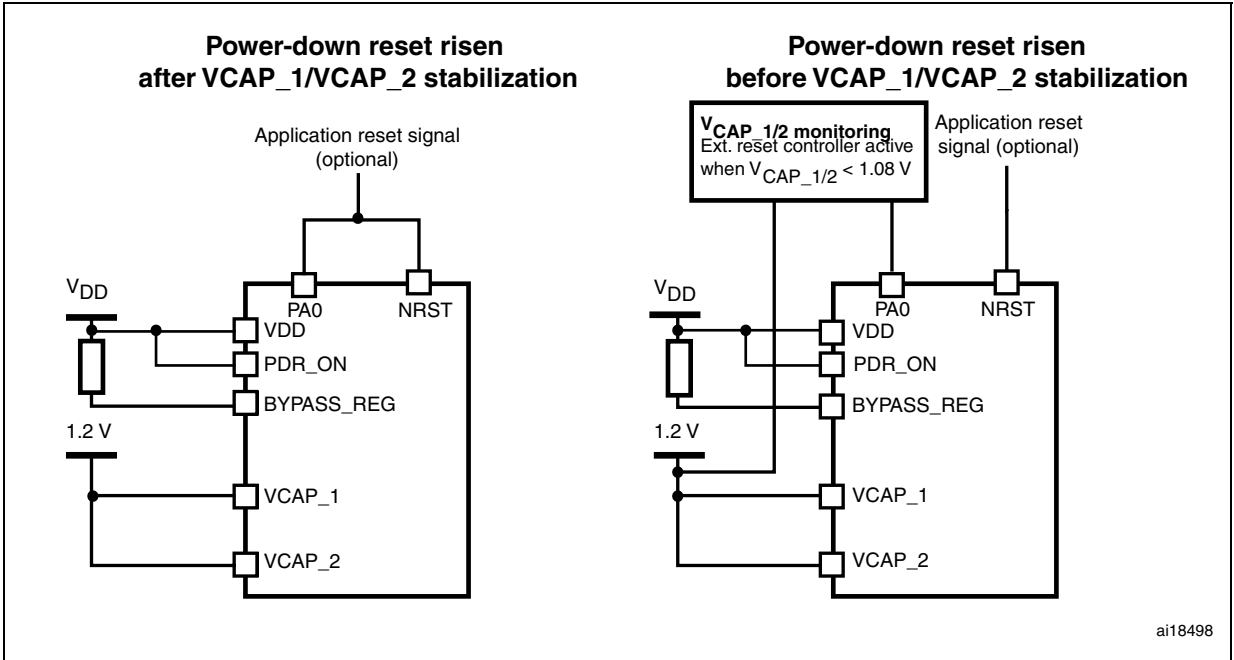 Power-down reset risen
after VCAP_1/VCAP_2 stabilization
Application reset signal
(optional)
VDD
PA0
NRST
VDD
PDR_ON
BYPASS_REG
1.2 V
VCAP_1
VCAP_2
Power-down reset risen
before VCAP_1/VCAP_2 stabilization
VCAP_1/2 monitoring
Ext. reset controller active
when VCAP_1/2 < 1.08 V
Application reset
signal (optional)
VDD
PA0
NRST
VDD
PDR_ON
BYPASS_REG
1.2 V
VCAP_1
VCAP_2
ai18498